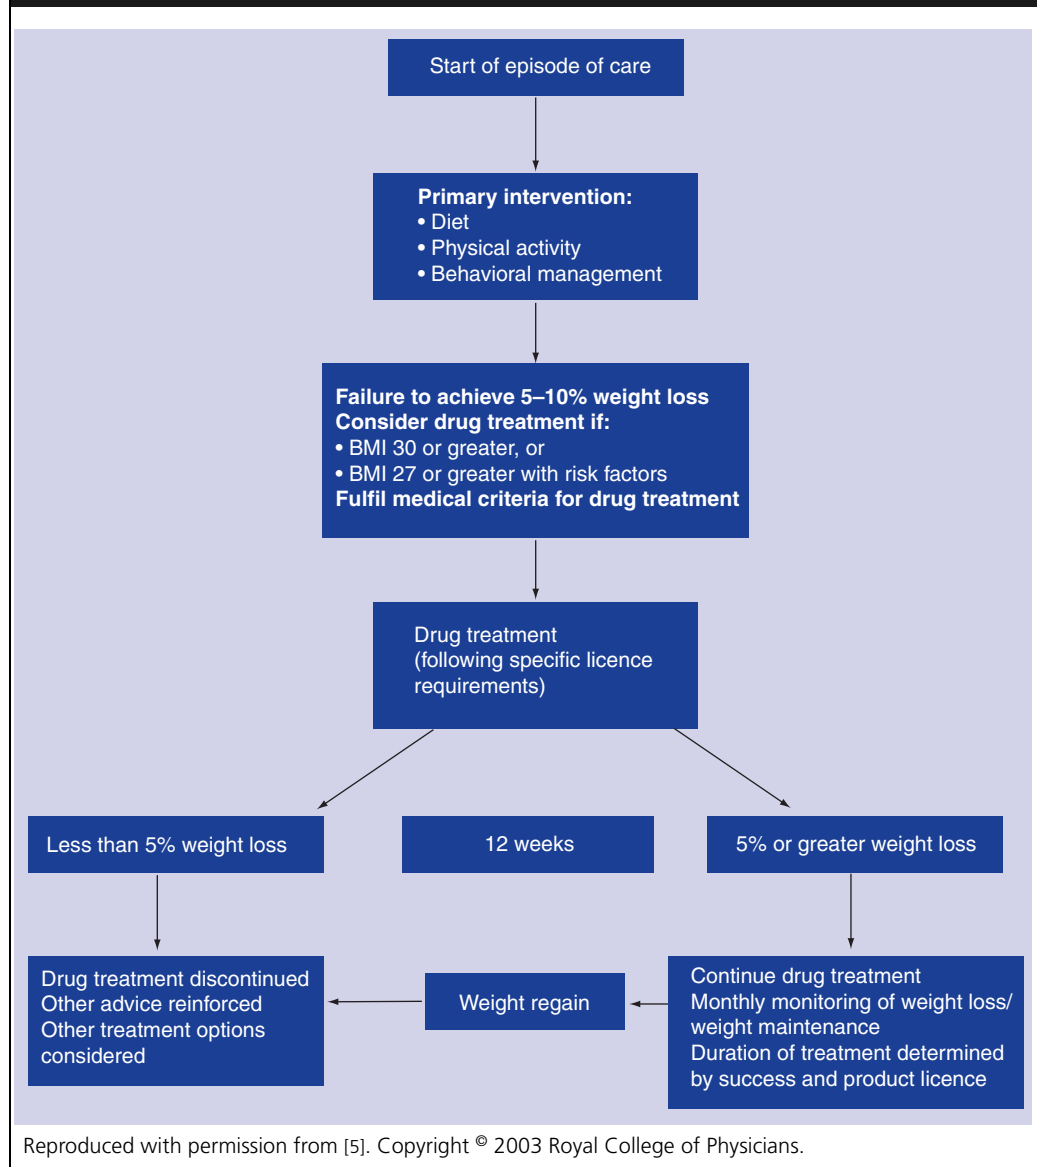 Start of episode of care
Primary intervention:
• Diet
• Physical activity
• Behavioral management
Failure to achieve 5–10% weight loss
Consider drug treatment if:
• BMI 30 or greater, or
• BMI 27 or greater with risk factors
Fulfil medical criteria for drug treatment
Drug treatment
(following specific licence
requirements)
Less than 5% weight loss
12 weeks
5% or greater weight loss
Drug treatment discontinued
Other advice reinforced
Other treatment options
considered
Weight regain
Continue drug treatment
Monthly monitoring of weight loss/
weight maintenance
Duration of treatment determined
by success and product licence
Reproduced with permission from [5]. Copyright © 2003 Royal College of Physicians.